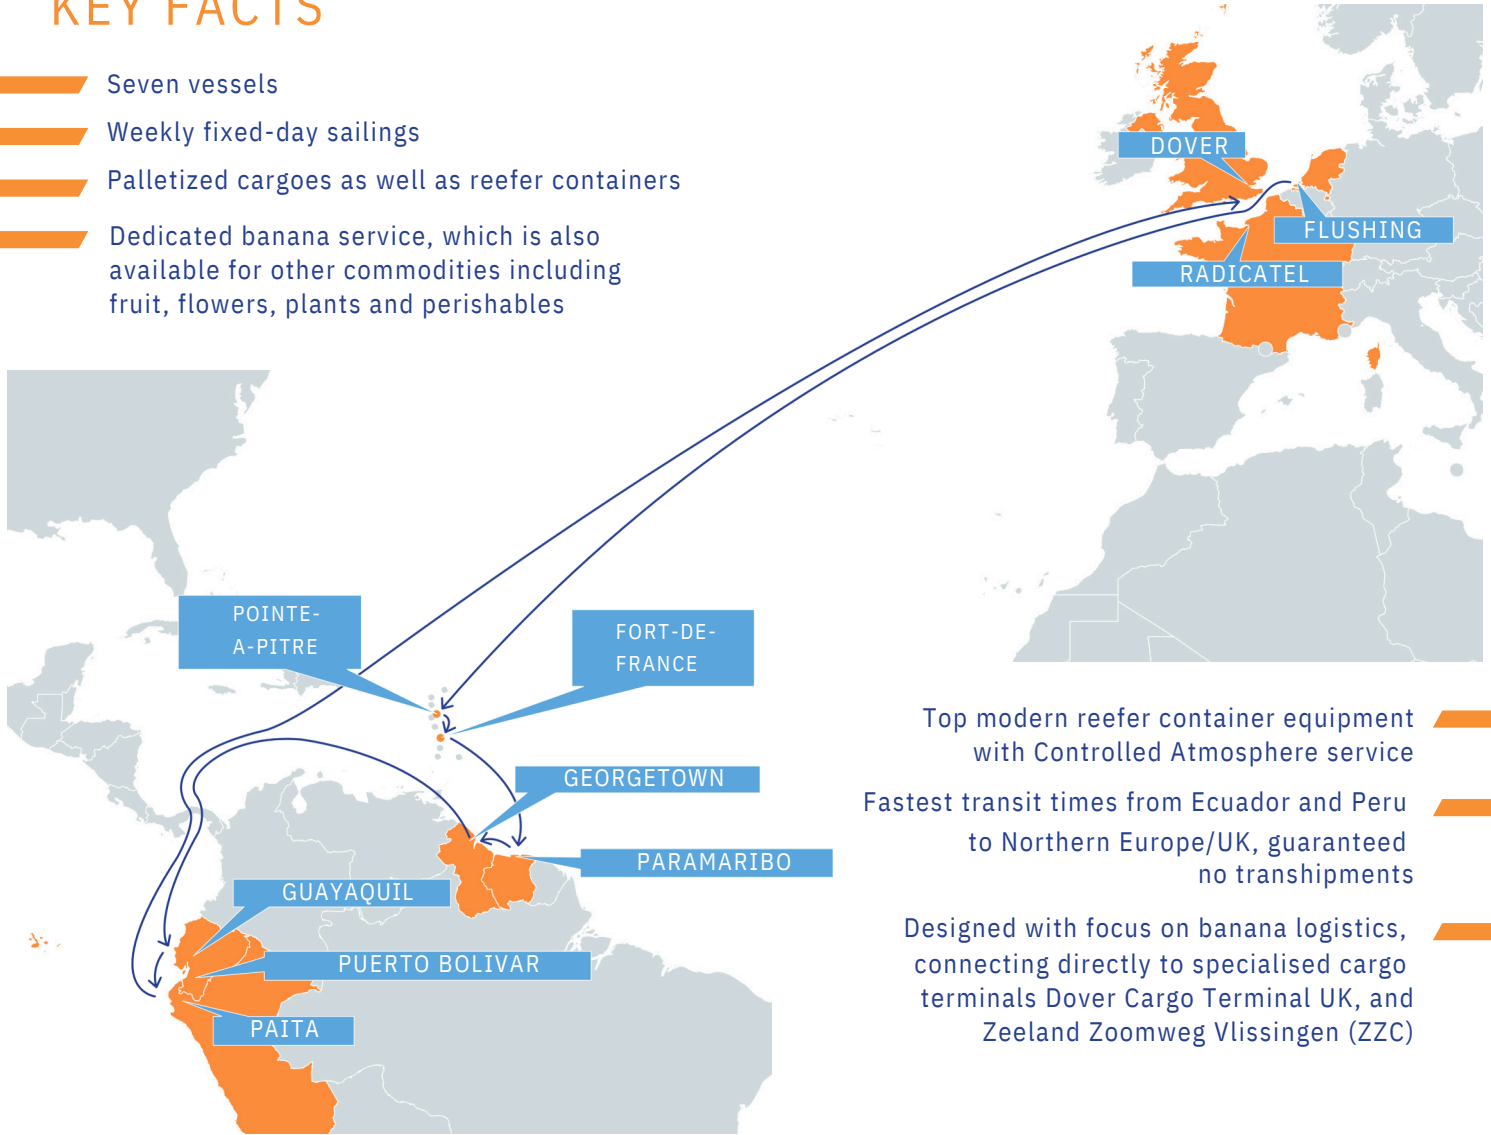 KEY FACTS
Seven vessels
Weekly fixed-day sailings
Palletized cargoes as well as reefer containers
Dedicated banana service, which is also
available for other commodities including
fruit, flowers, plants and perishables
DOVER
FLUSHING
RADICATEL
POINTE-
A-PITRE
FORT-DE-
FRANCE
GEORGETOWN
PARAMARIBO
GUAYAQUIL
PUERTO BOLIVAR
PAITA
Top modern reefer container equipment
with Controlled Atmosphere service
Fastest transit times from Ecuador and Peru
to Northern Europe/UK, guaranteed
no transhipments
Designed with focus on banana logistics,
connecting directly to specialised cargo
terminals Dover Cargo Terminal UK, and
Zeeland Zoomweg Vlissingen (ZZC)